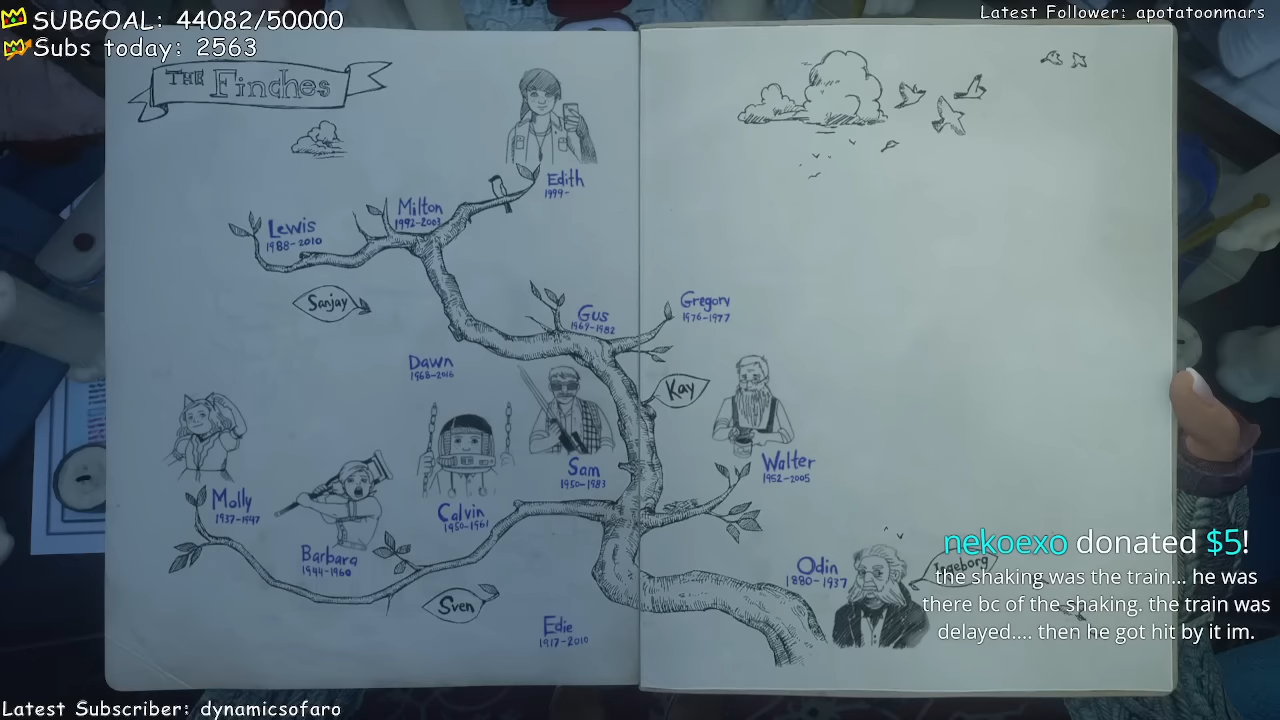 SUBGOAL: 44082/50000
Subs today: 2563
Latest Follower: apotatoonmars
THE Finches
Edith
1999-
Lewis
1988-2010
Milton
1992-2003
Sanjay
Gus
1969-1982
Gregory
1976-1977
Dawn
1968-2016
Kay
Walter
1952-2005
Sam
1950-1983
Molly
1937-1947
Calvin
1950-1961
Barbara
1944-1960
Sven
Edie
1917-2010
Odin
1880-1937
Ingeborg
nekoexo donated $5!
the shaking was the train... he was
there bc of the shaking. the train was
delayed.... then he got hit by it im.
Latest Subscriber: dynamicsofaro